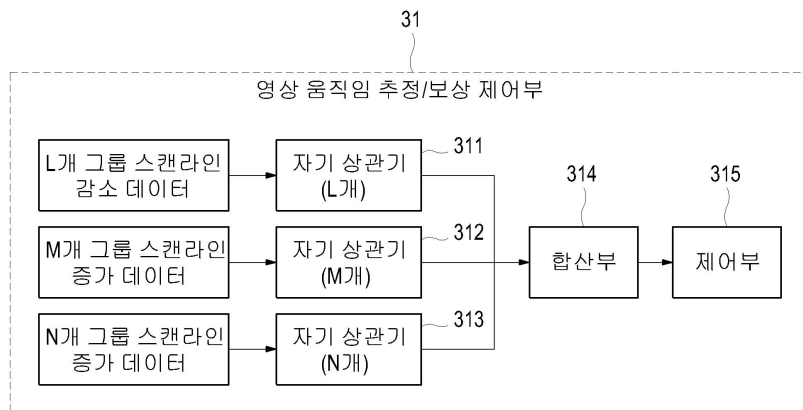 31
영상 움직임 추정/보상 제어부
L개 그룹 스캔라인
감소 데이터
자기 상관기
(L개)
311
M개 그룹 스캔라인
증가 데이터
자기 상관기
(M개)
312
N개 그룹 스캔라인
증가 데이터
자기 상관기
(N개)
313
합산부
314
제어부
315